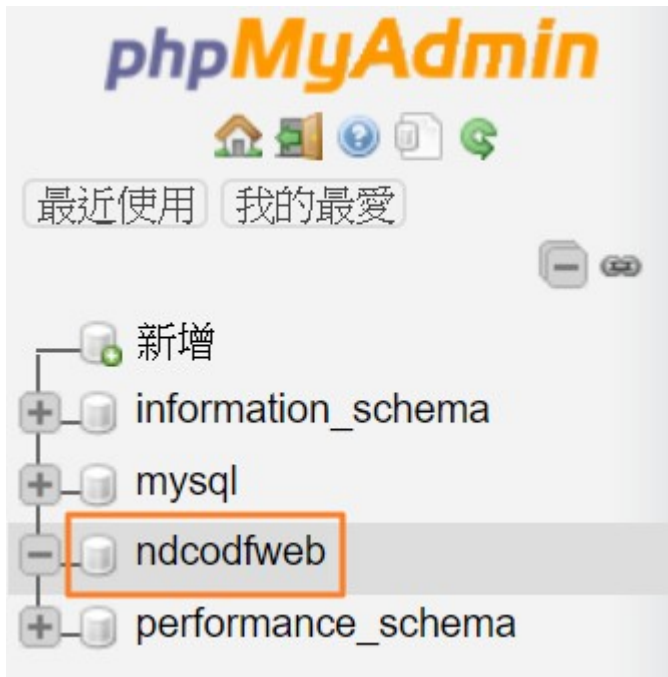 phpMyAdmin
最近使用 我的最愛
新增
information_schema
mysql
ndcodfweb
performance_schema